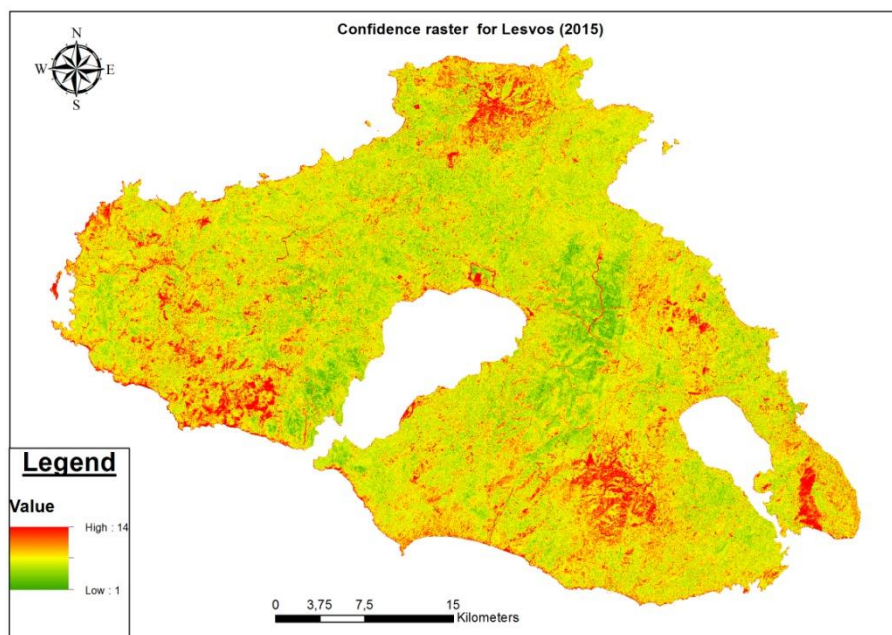 Confidence raster for Lesvos (2015)
N
W E
S
Legend
Value
High : 14
Low : 1
0 3,75 7,5 15
Kilometers